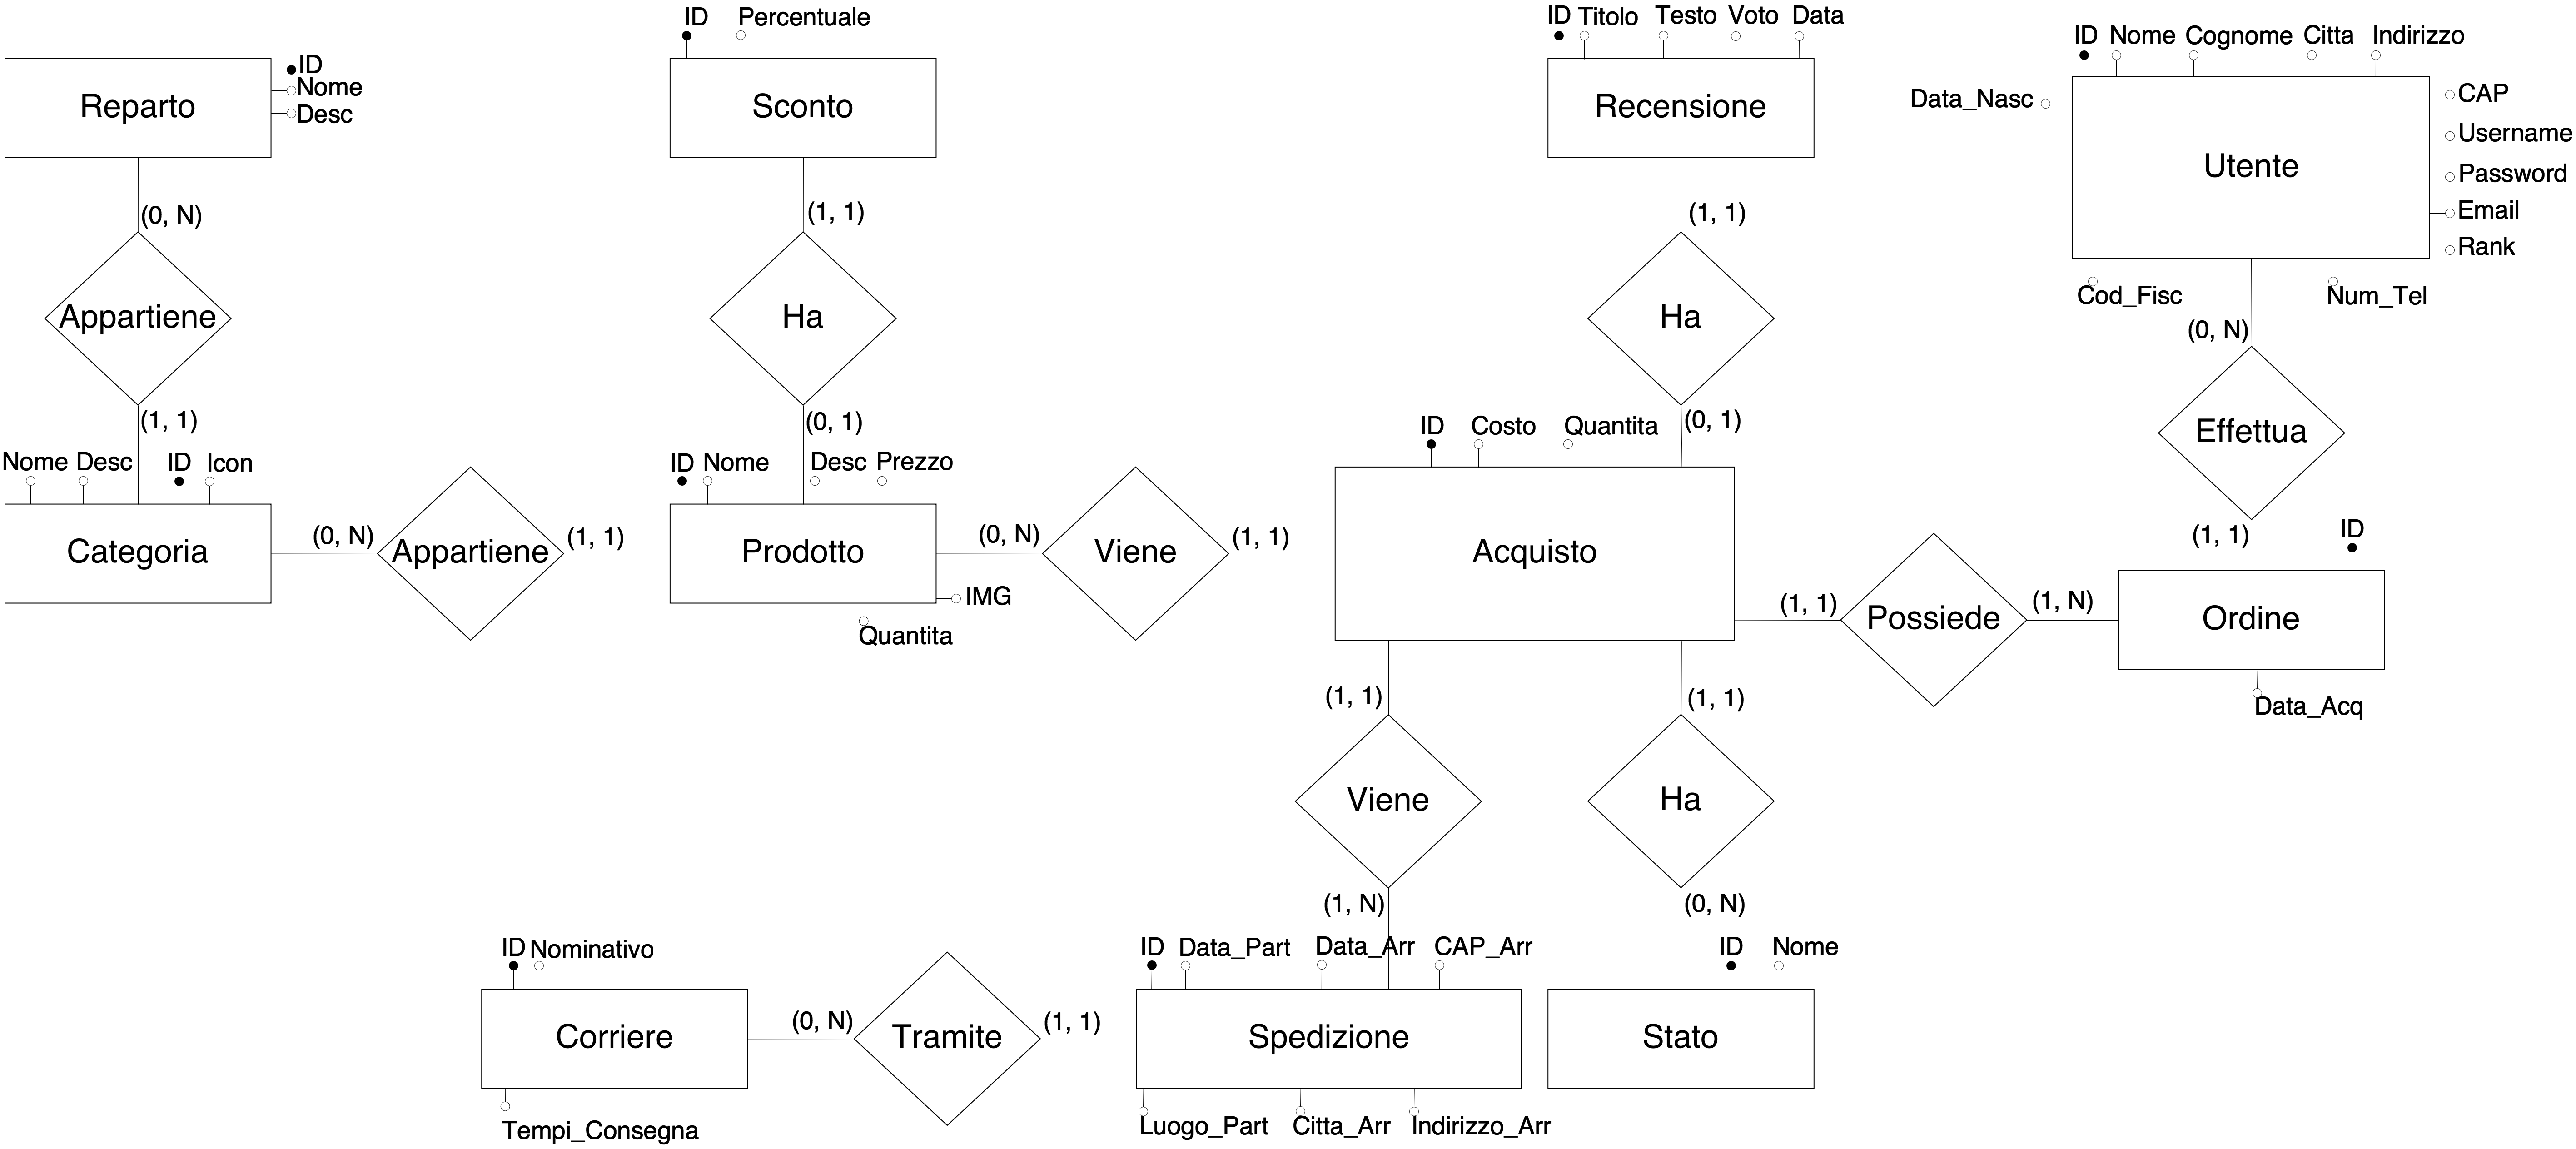 ID Percentuale
ID Titolo Testo Voto Data
ID Nome Cognome Citta Indirizzo
Reparto
ID
Nome
Desc
Sconto
Recensione
Data_Nasc
Utente
CAP
Username
Password
Email
Rank
Cod_Fisc
Num_Tel
(0, N)
(1, 1)
(1, 1)
(0, N)
Appartiene
Ha
Ha
Effettua
(1, 1)
(0, 1)
(0, 1)
(1, 1)
Nome Desc ID Icon
ID Nome Desc Prezzo
ID Costo Quantita
ID
Categoria
(0, N)
Appartiene
(1, 1)
Prodotto
IMG
Quantita
(0, N)
Viene
(1, 1)
Acquisto
(1, 1)
Possiede
(1, N)
Ordine
Data_Acq
(1, 1)
(1, 1)
Viene
Ha
(1, N)
(0, N)
ID Nominativo
ID Data_Part Data_Arr CAP_Arr
ID Nome
Corriere
(0, N)
Tramite
(1, 1)
Spedizione
Stato
Tempi_Consegna
Luogo_Part Citta_Arr Indirizzo_Arr